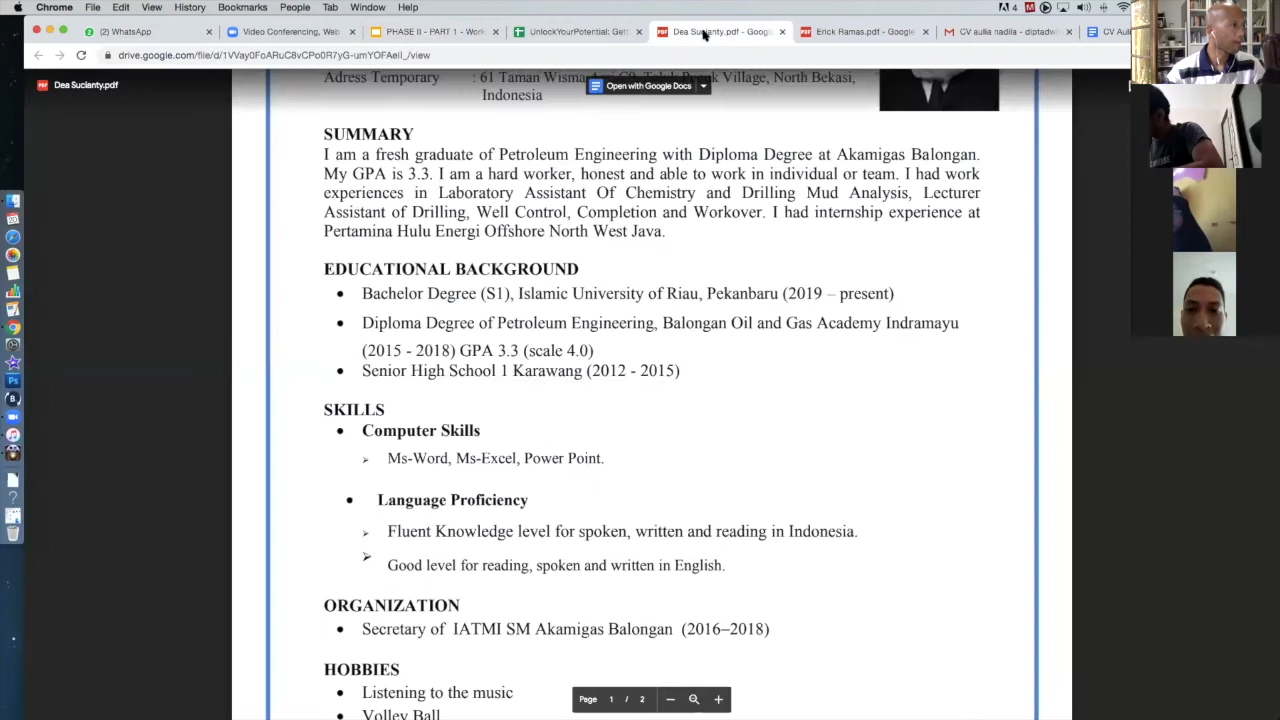 Chrome File Edit View History Bookmarks People Tab Window Help 4
(2) WhatsApp Video Conferencing, Web PHASE II - PART 1 - Work UnlockYourPotential: Gett Dea Sucianty.pdf - Google Erick Ramas.pdf - Google CV aulia nadila - diptadwi CV Auli
drive.google.com/file/d/1VVay0FoARuC8vCPo0R7yG-umYOFAeIl_/view
Dea Sucianty.pdf
Open with Google Docs
Adress Temporary : 61 Taman Wisma Village, North Bekasi,
Indonesia
SUMMARY
I am a fresh graduate of Petroleum Engineering with Diploma Degree at Akamigas Balongan.
My GPA is 3.3. I am a hard worker, honest and able to work in individual or team. I had work
experiences in Laboratory Assistant Of Chemistry and Drilling Mud Analysis, Lecturer
Assistant of Drilling, Well Control, Completion and Workover. I had internship experience at
Pertamina Hulu Energi Offshore North West Java.
EDUCATIONAL BACKGROUND
• Bachelor Degree (S1), Islamic University of Riau, Pekanbaru (2019 – present)
• Diploma Degree of Petroleum Engineering, Balongan Oil and Gas Academy Indramayu
(2015 - 2018) GPA 3.3 (scale 4.0)
• Senior High School 1 Karawang (2012 - 2015)
SKILLS
• Computer Skills
➢ Ms-Word, Ms-Excel, Power Point.
• Language Proficiency
➢ Fluent Knowledge level for spoken, written and reading in Indonesia.
➢ Good level for reading, spoken and written in English.
ORGANIZATION
• Secretary of IATMI SM Akamigas Balongan (2016–2018)
HOBBIES
• Listening to the music
• Volley Ball
Page 1 / 2